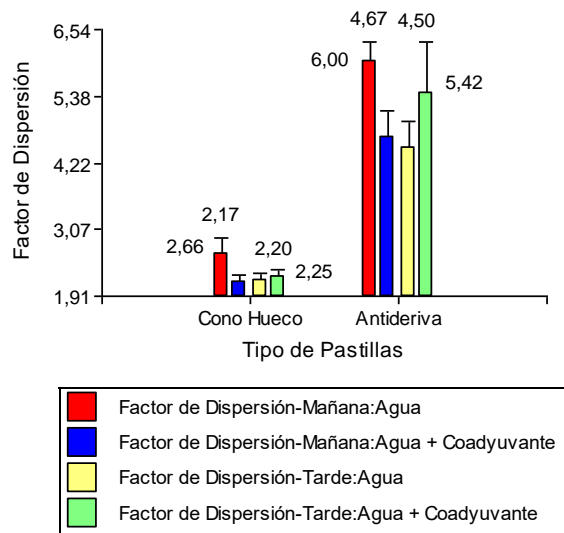 6,54
5,38
4,22
3,07
1,91
Factor de Dispersión
4,67
4,50
6,00
5,42
2,17
2,66
2,20
2,25
Cono Hueco
Antideriva
Tipo de Pastillas
Factor de Dispersión-Mañana:Agua
Factor de Dispersión-Mañana:Agua + Coadyuvante
Factor de Dispersión-Tarde:Agua
Factor de Dispersión-Tarde:Agua + Coadyuvante